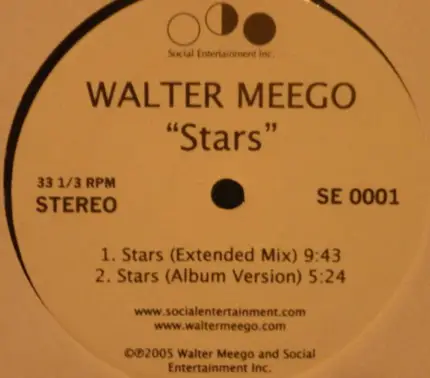 Social Entertainment Inc.
WALTER MEEGO
“Stars”
33 1/3 RPM
STEREO
SE 0001
1. Stars (Extended Mix) 9:43
2. Stars (Album Version) 5:24
www.socialentertainment.com
www.waltermeego.com
©℗2005 Walter Meego and Social
Entertainment Inc.